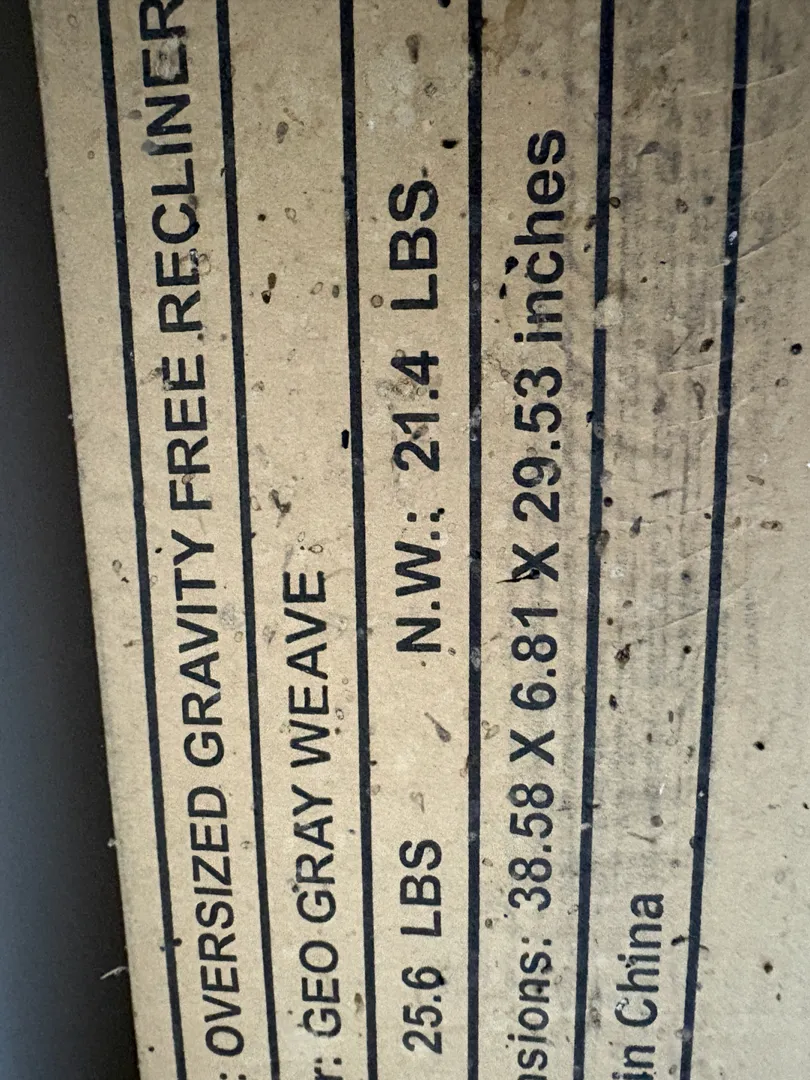 : OVERSIZED GRAVITY FREE RECLINER
r: GEO GRAY WEAVE
25.6 LBS N.W.: 21.4 LBS
nsions: 38.58 X 6.81 X 29.53 inches
in China